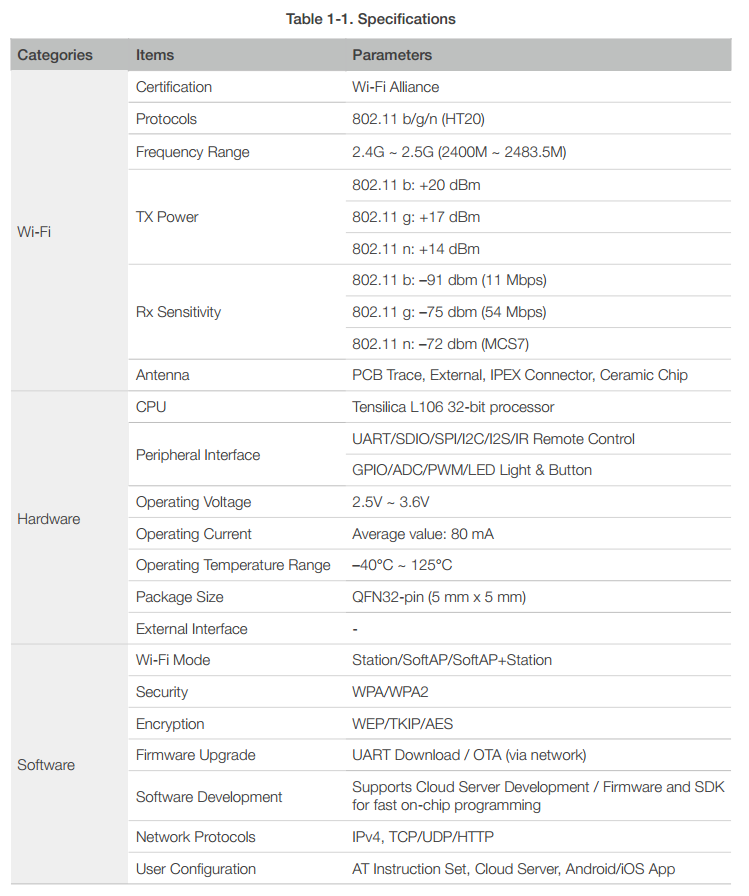 Table 1-1. Specifications
Categories Items Parameters
Wi-Fi
Certification Wi-Fi Alliance
Protocols 802.11 b/g/n (HT20)
Frequency Range 2.4G ~ 2.5G (2400M ~ 2483.5M)
TX Power
802.11 b: +20 dBm
802.11 g: +17 dBm
802.11 n: +14 dBm
Rx Sensitivity
802.11 b: –91 dbm (11 Mbps)
802.11 g: –75 dbm (54 Mbps)
802.11 n: –72 dbm (MCS7)
Antenna PCB Trace, External, IPEX Connector, Ceramic Chip
Hardware
CPU Tensilica L106 32-bit processor
Peripheral Interface
UART/SDIO/SPI/I2C/I2S/IR Remote Control
GPIO/ADC/PWM/LED Light & Button
Operating Voltage 2.5V ~ 3.6V
Operating Current Average value: 80 mA
Operating Temperature Range –40°C ~ 125°C
Package Size QFN32-pin (5 mm x 5 mm)
External Interface -
Software
Wi-Fi Mode Station/SoftAP/SoftAP+Station
Security WPA/WPA2
Encryption WEP/TKIP/AES
Firmware Upgrade UART Download / OTA (via network)
Software Development
Supports Cloud Server Development / Firmware and SDK
for fast on-chip programming
Network Protocols IPv4, TCP/UDP/HTTP
User Configuration AT Instruction Set, Cloud Server, Android/iOS App